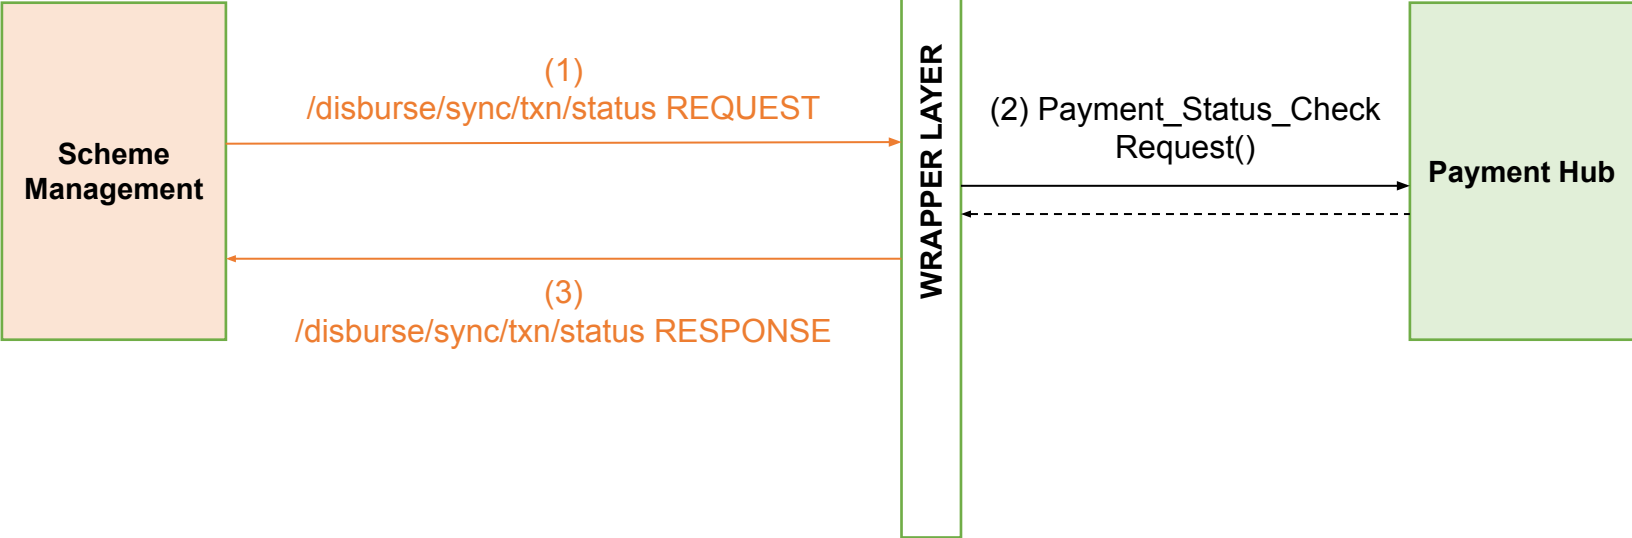 Scheme
Management
(1)
/disburse/sync/txn/status REQUEST
(3)
/disburse/sync/txn/status RESPONSE
WRAPPER LAYER
(2) Payment_Status_Check
Request()
Payment Hub